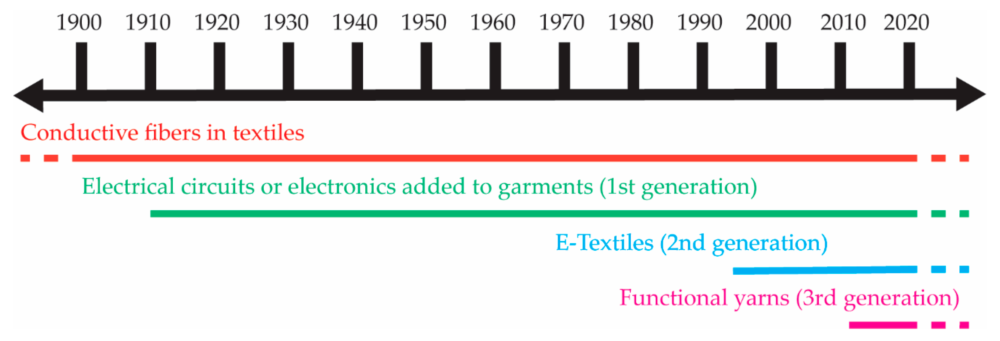 1900 1910 1920 1930 1940 1950 1960 1970 1980 1990 2000 2010 2020
Conductive fibers in textiles
Electrical circuits or electronics added to garments (1st generation)
E-Textiles (2nd generation)
Functional yarns (3rd generation)